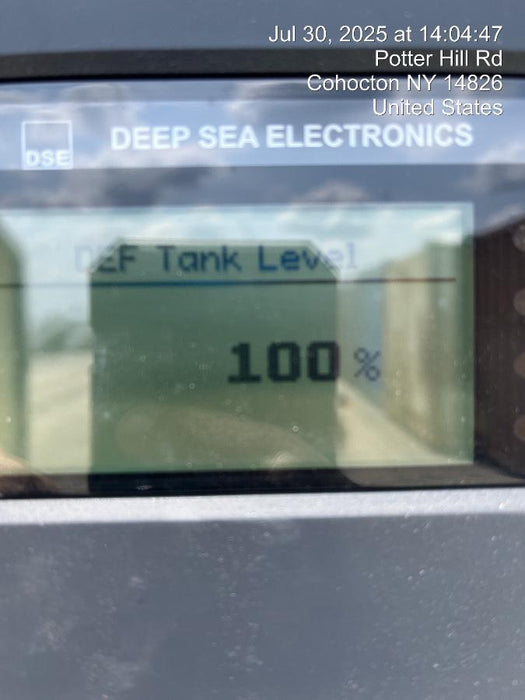 Jul 30, 2025 at 14:04:47
Potter Hill Rd
Cohocton NY 14826
United States
DSE
DEEP SEA ELECTRONICS
DEF Tank Level
100 %